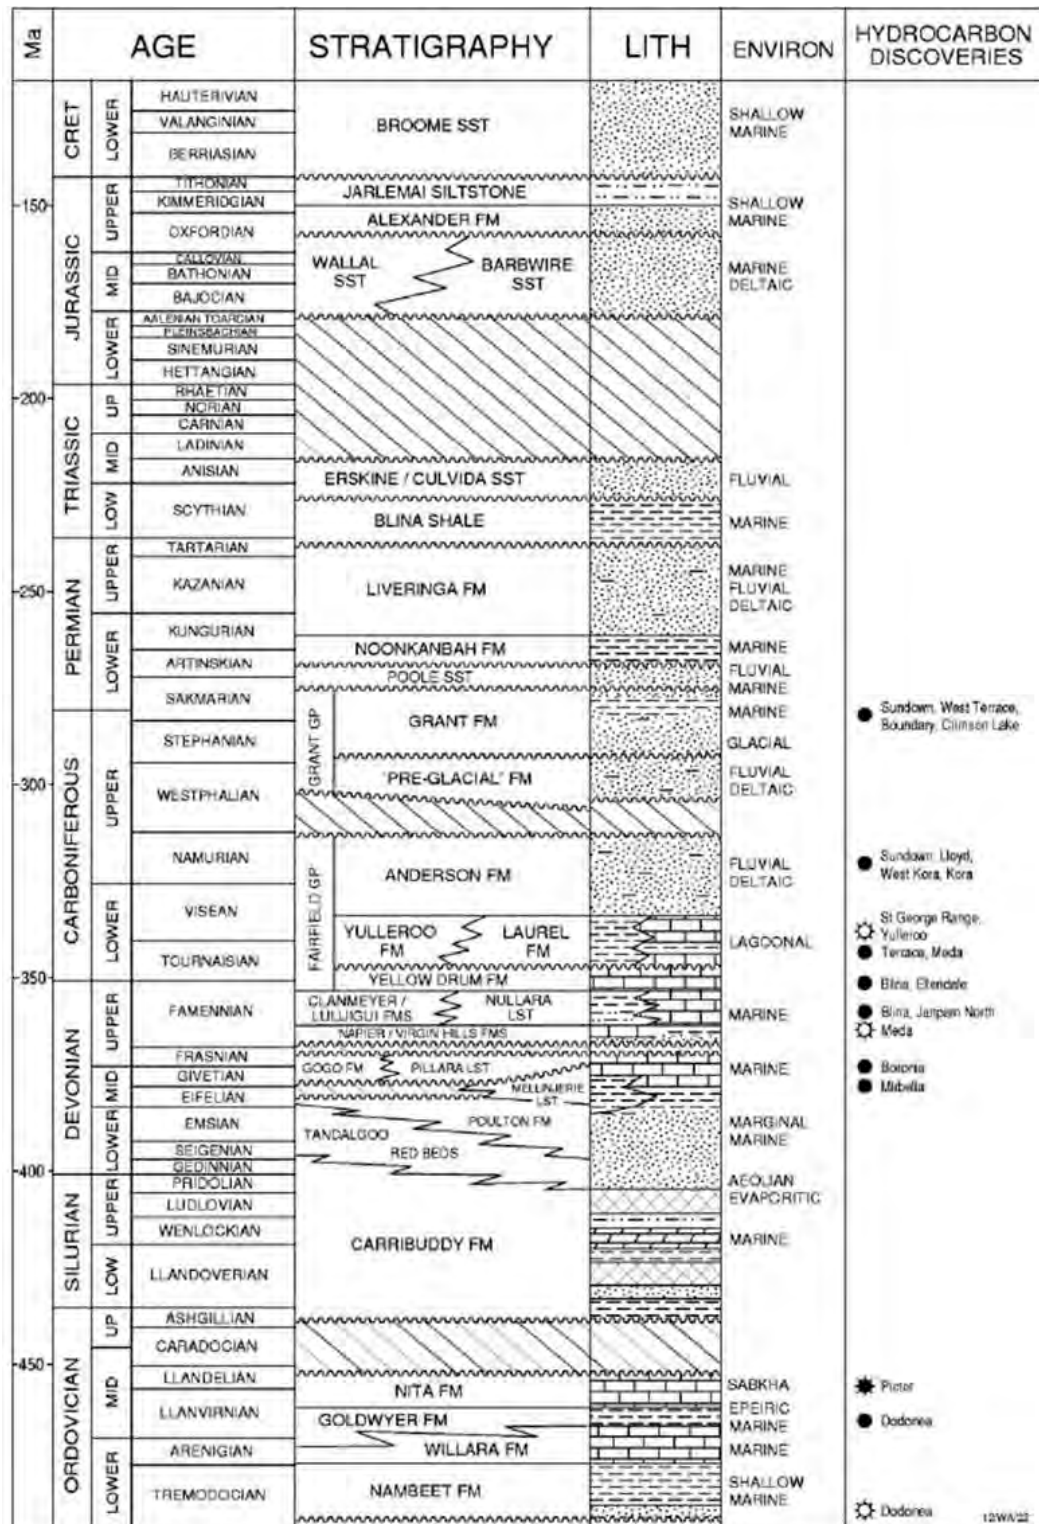 Ma
AGE
STRATIGRAPHY
LITH
ENVIRON
HYDROCARBON
DISCOVERIES
CRET
LOWER
HAUTERIVIAN
VALANGINIAN
BERRIASIAN
BROOME SST
SHALLOW
MARINE
JURASSIC
UPPER
TITHONIAN
KIMMERIDGIAN
OXFORDIAN
JARLEMAI SILTSTONE
ALEXANDER FM
SHALLOW
MARINE
150
MID
CALLOVIAN
BATHONIAN
BAJOCIAN
WALLAL
SST
BARBWIRE
SST
MARINE
DELTAIC
LOWER
AALENIAN TOARCIAN
PLEINSBACHIAN
SINEMURIAN
HETTANGIAN
200
TRIASSIC
UP
RHAETIAN
NORIAN
CARNIAN
MID
LADINIAN
ANISIAN
ERSKINE / CULVIDA SST
FLUVIAL
LOW
SCYTHIAN
BLINA SHALE
MARINE
PERMIAN
UPPER
TARTARIAN
KAZANIAN
LIVERINGA FM
MARINE
FLUVIAL
DELTAIC
250
LOWER
KUNGURIAN
ARTINSKIAN
SAKMARIAN
NOONKANBAH FM
MARINE
POOLE SST
FLUVIAL
MARINE
GRANT GP
GRANT FM
MARINE
GLACIAL
Sundown, West Terrace,
Boundary, Crimson Lake
CARBONIFEROUS
UPPER
STEPHANIAN
WESTPHALIAN
NAMURIAN
'PRE-GLACIAL' FM
FLUVIAL
DELTAIC
300
FAIRFIELD GP
ANDERSON FM
FLUVIAL
DELTAIC
Sundown, Lloyd,
West Kora, Kora
LOWER
VISEAN
TOURNAISIAN
YULLEROO
FM
LAUREL
FM
LAGOONAL
St George Range,
Yulleroo
Terrace, Meda
YELLOW DRUM FM
Blina, Ellendale
350
DEVONIAN
UPPER
FAMENNIAN
FRASNIAN
CLANMEYER /
LULUIGUI FMS
NULLARA
LST
MARINE
Blina, Janpam North
Meda
NAPIER / VIRGIN HILLS FMS
MID
GIVETIAN
EIFELIAN
GOGO FM
PILLARA LST
MELLINJERIE
LST
MARINE
Boronia
Mirbelia
LOWER
EMSIAN
SEIGENIAN
GEDINNIAN
POULTON FM
TANDALGOO
RED BEDS
MARGINAL
MARINE
400
SILURIAN
UPPER
PRIDOLIAN
LUDLOVIAN
WENLOCKIAN
AEOLIAN
EVAPORITIC
CARRIBUDDY FM
MARINE
LOW
LLANDOVERIAN
ORDOVICIAN
UP
ASHGILLIAN
CARADOCIAN
450
MID
LLANDELIAN
LLANVIRNIAN
NITA FM
SABKHA
Pictor
GOLDWYER FM
EPEIRIC
MARINE
Dodonea
LOWER
ARENIGIAN
TREMODOCIAN
WILLARA FM
MARINE
NAMBEET FM
SHALLOW
MARINE
Dodonea
12/WA/22